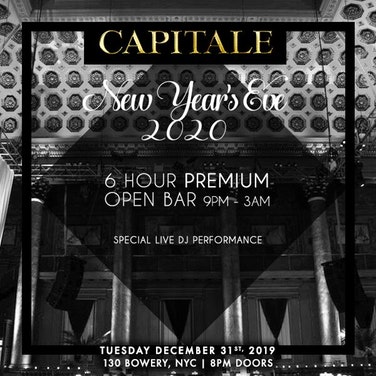 CAPITALE
New Year's Eve
2020
6 HOUR PREMIUM
OPEN BAR 9PM - 3AM
SPECIAL LIVE DJ PERFORMANCE
TUESDAY DECEMBER 31ST, 2019
130 BOWERY, NYC | 8PM DOORS